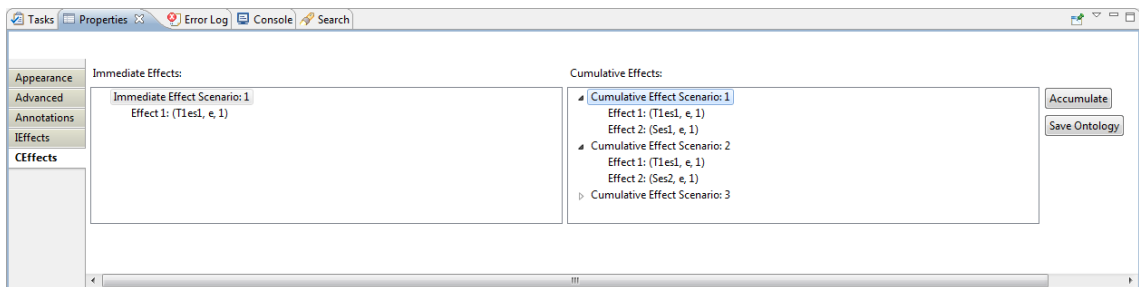 Tasks Properties Error Log Console Search
Immediate Effects: Cumulative Effects:
Appearance
Advanced
Annotations
IEffects
CEffects
Immediate Effect Scenario: 1
Effect 1: (T1es1, e, 1)
Cumulative Effect Scenario: 1
Effect 1: (T1es1, e, 1)
Effect 2: (Ses1, e, 1)
Cumulative Effect Scenario: 2
Effect 1: (T1es1, e, 1)
Effect 2: (Ses2, e, 1)
Cumulative Effect Scenario: 3
Accumulate
Save Ontology